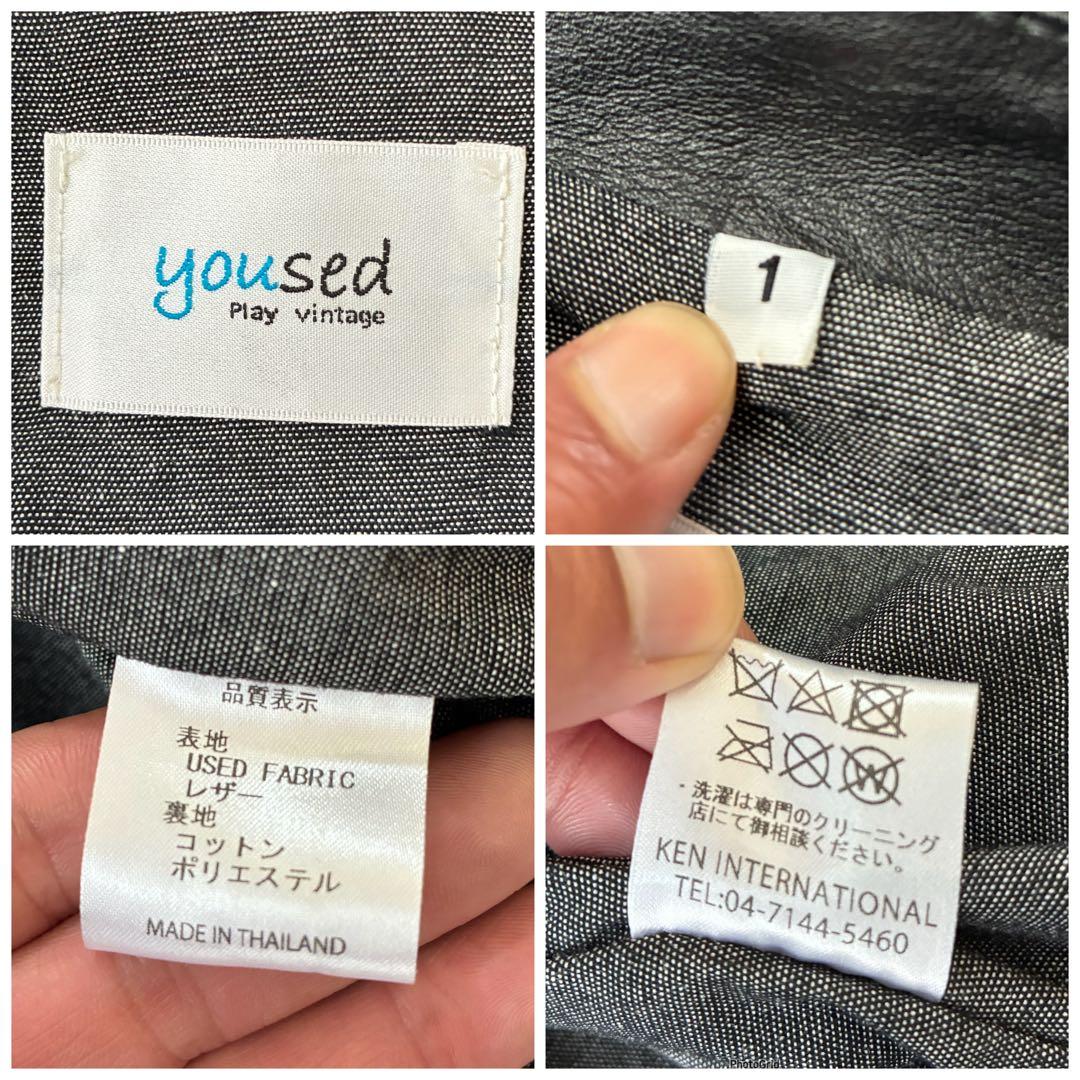 yoused
Play vintage
1
品質表示
表地
USED FABRIC
レザー
裏地
コットン
ポリエステル
MADE IN THAILAND
W
・洗濯は専門のクリーニング
店にて御相談ください。
KEN INTERNATIONAL
TEL:04-7144-5460
PhotoGrid